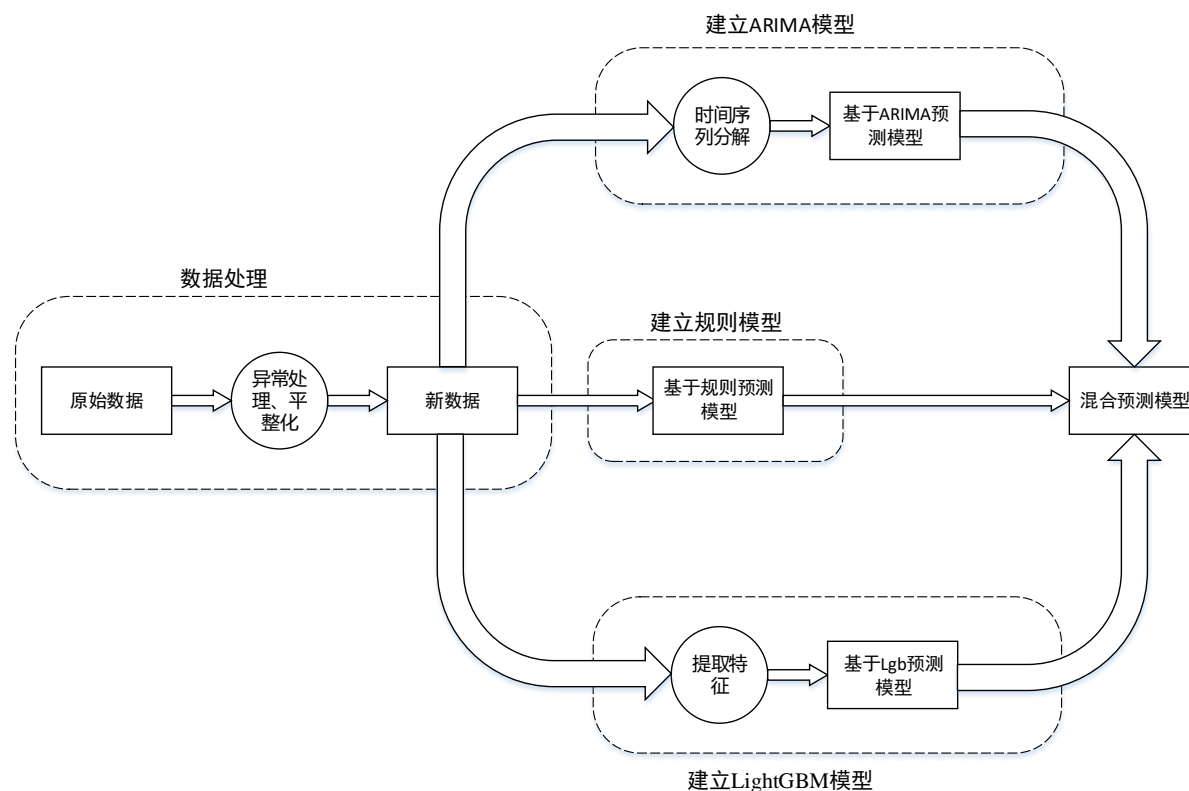 建立ARIMA模型
时间序
列分解
基于ARIMA预
测模型
数据处理
原始数据
异常处
理、平
整化
新数据
建立规则模型
基于规则预测
模型
混合预测模型
提取特
征
基于Lgb预测
模型
建立LightGBM模型